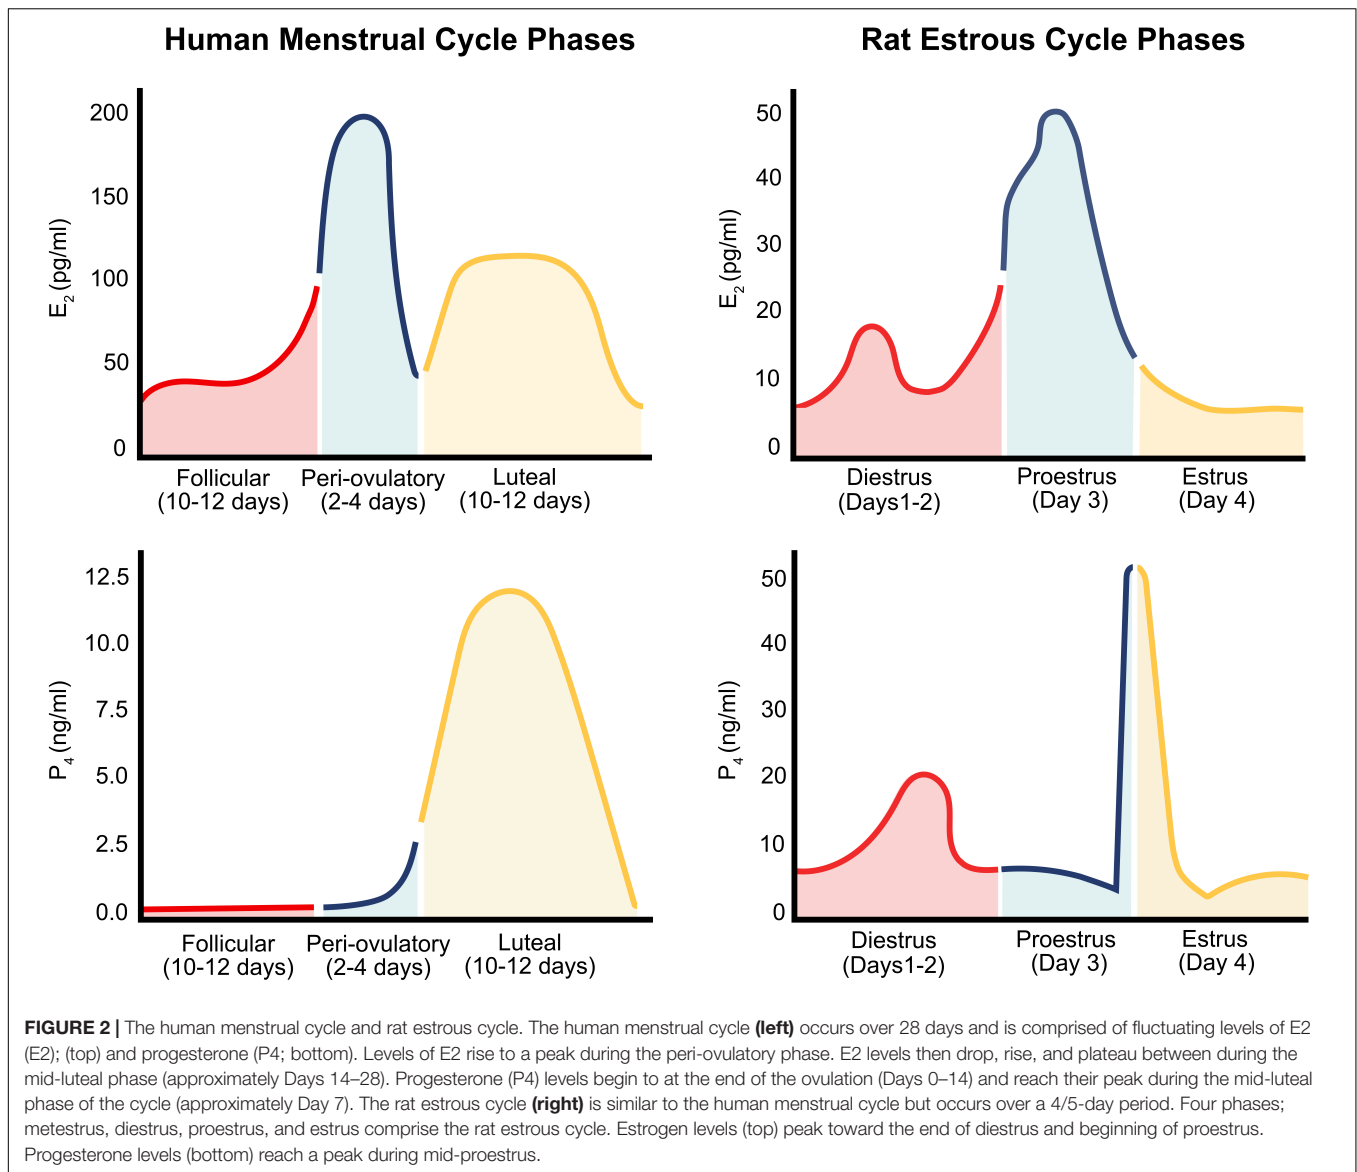 Human Menstrual Cycle Phases
Rat Estrous Cycle Phases
E2 (pg/ml)
200
150
100
50
0
Follicular
(10-12 days)
Peri-ovulatory
(2-4 days)
Luteal
(10-12 days)
E2 (pg/ml)
50
40
30
20
10
0
Diestrus
(Days1-2)
Proestrus
(Day 3)
Estrus
(Day 4)
P4 (ng/ml)
12.5
10.0
7.5
5.0
2.5
0.0
Follicular
(10-12 days)
Peri-ovulatory
(2-4 days)
Luteal
(10-12 days)
P4 (ng/ml)
50
40
30
20
10
0
Diestrus
(Days1-2)
Proestrus
(Day 3)
Estrus
(Day 4)
FIGURE 2 | The human menstrual cycle and rat estrous cycle. The human menstrual cycle (left) occurs over 28 days and is comprised of fluctuating levels of E2
(E2); (top) and progesterone (P4; bottom). Levels of E2 rise to a peak during the peri-ovulatory phase. E2 levels then drop, rise, and plateau between during the
mid-luteal phase (approximately Days 14–28). Progesterone (P4) levels begin to at the end of the ovulation (Days 0–14) and reach their peak during the mid-luteal
phase of the cycle (approximately Day 7). The rat estrous cycle (right) is similar to the human menstrual cycle but occurs over a 4/5-day period. Four phases;
metestrus, diestrus, proestrus, and estrus comprise the rat estrous cycle. Estrogen levels (top) peak toward the end of diestrus and beginning of proestrus.
Progesterone levels (bottom) reach a peak during mid-proestrus.